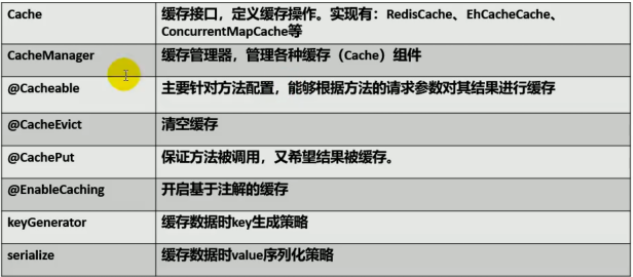 Cache 缓存接口，定义缓存操作。实现有：RedisCache、EhCacheCache、
ConcurrentMapCache等
CacheManager 缓存管理器，管理各种缓存（Cache）组件
@Cacheable 主要针对方法配置，能够根据方法的请求参数对其结果进行缓存
@CacheEvict 清空缓存
@CachePut 保证方法被调用，又希望结果被缓存。
@EnableCaching 开启基于注解的缓存
keyGenerator 缓存数据时key生成策略
serialize 缓存数据时value序列化策略